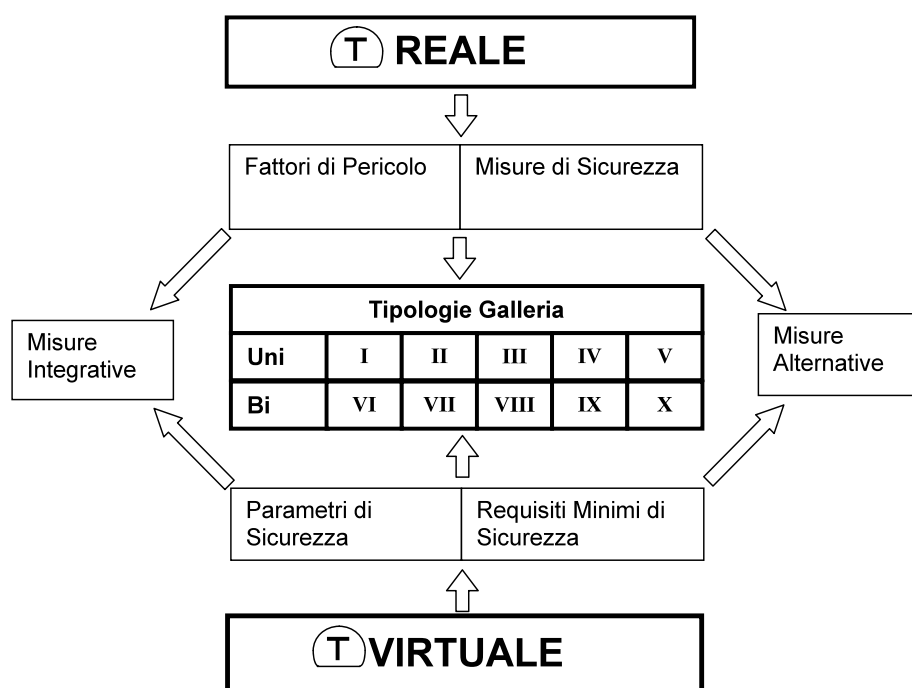 T REALE
Fattori di Pericolo
Misure di Sicurezza
Tipologie Galleria
Uni I II III IV V
Bi VI VII VIII IX X
Misure
Integrative
Misure
Alternative
Parametri di
Sicurezza
Requisiti Minimi di
Sicurezza
T VIRTUALE